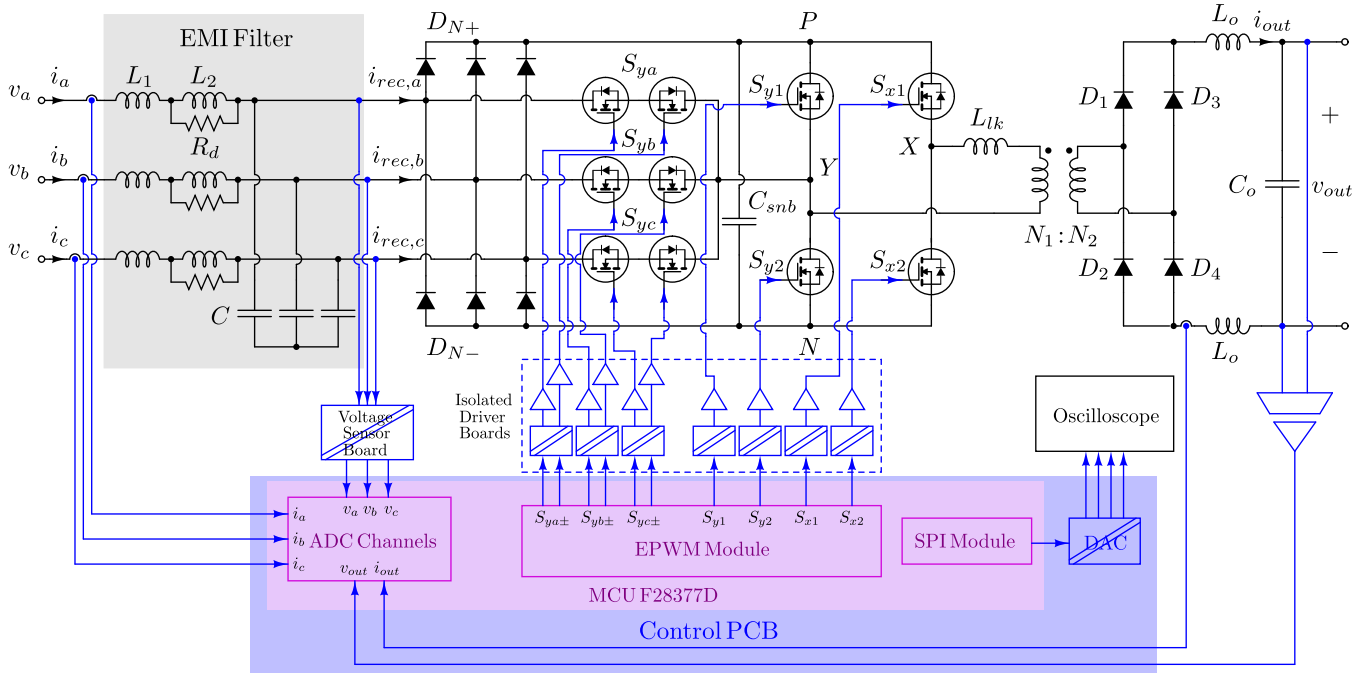 EMI Filter
D_{N+}
P
L_o
i_{out}
i_a
L_1
L_2
i_{rec,a}
S_{ya}
S_{y1}
S_{x1}
v_a
D_1
D_3
R_d
L_{lk}
+
i_b
i_{rec,b}
S_{yb}
X
v_b
Y
C_{snb}
C_o
v_{out}
i_c
i_{rec,c}
S_{yc}
N_1 : N_2
v_c
S_{y2}
S_{x2}
D_2
D_4
−
C
D_{N−}
N
L_o
Isolated
Driver
Boards
Voltage
Sensor
Board
Oscilloscope
v_a v_b v_c
i_a
i_b
i_c
ADC Channels
v_{out} i_{out}
S_{ya±} S_{yb±} S_{yc±} S_{y1} S_{y2} S_{x1} S_{x2}
EPWM Module
SPI Module
DAC
MCU F28377D
Control PCB